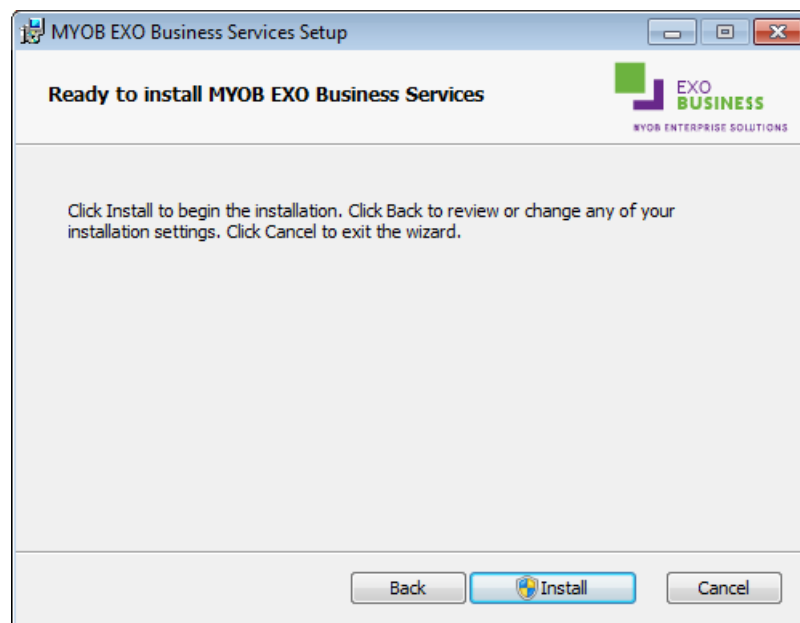 MYOB EXO Business Services Setup
Ready to install MYOB EXO Business Services
EXO
BUSINESS
MYOB ENTERPRISE SOLUTIONS
Click Install to begin the installation. Click Back to review or change any of your
installation settings. Click Cancel to exit the wizard.
Back
Install
Cancel